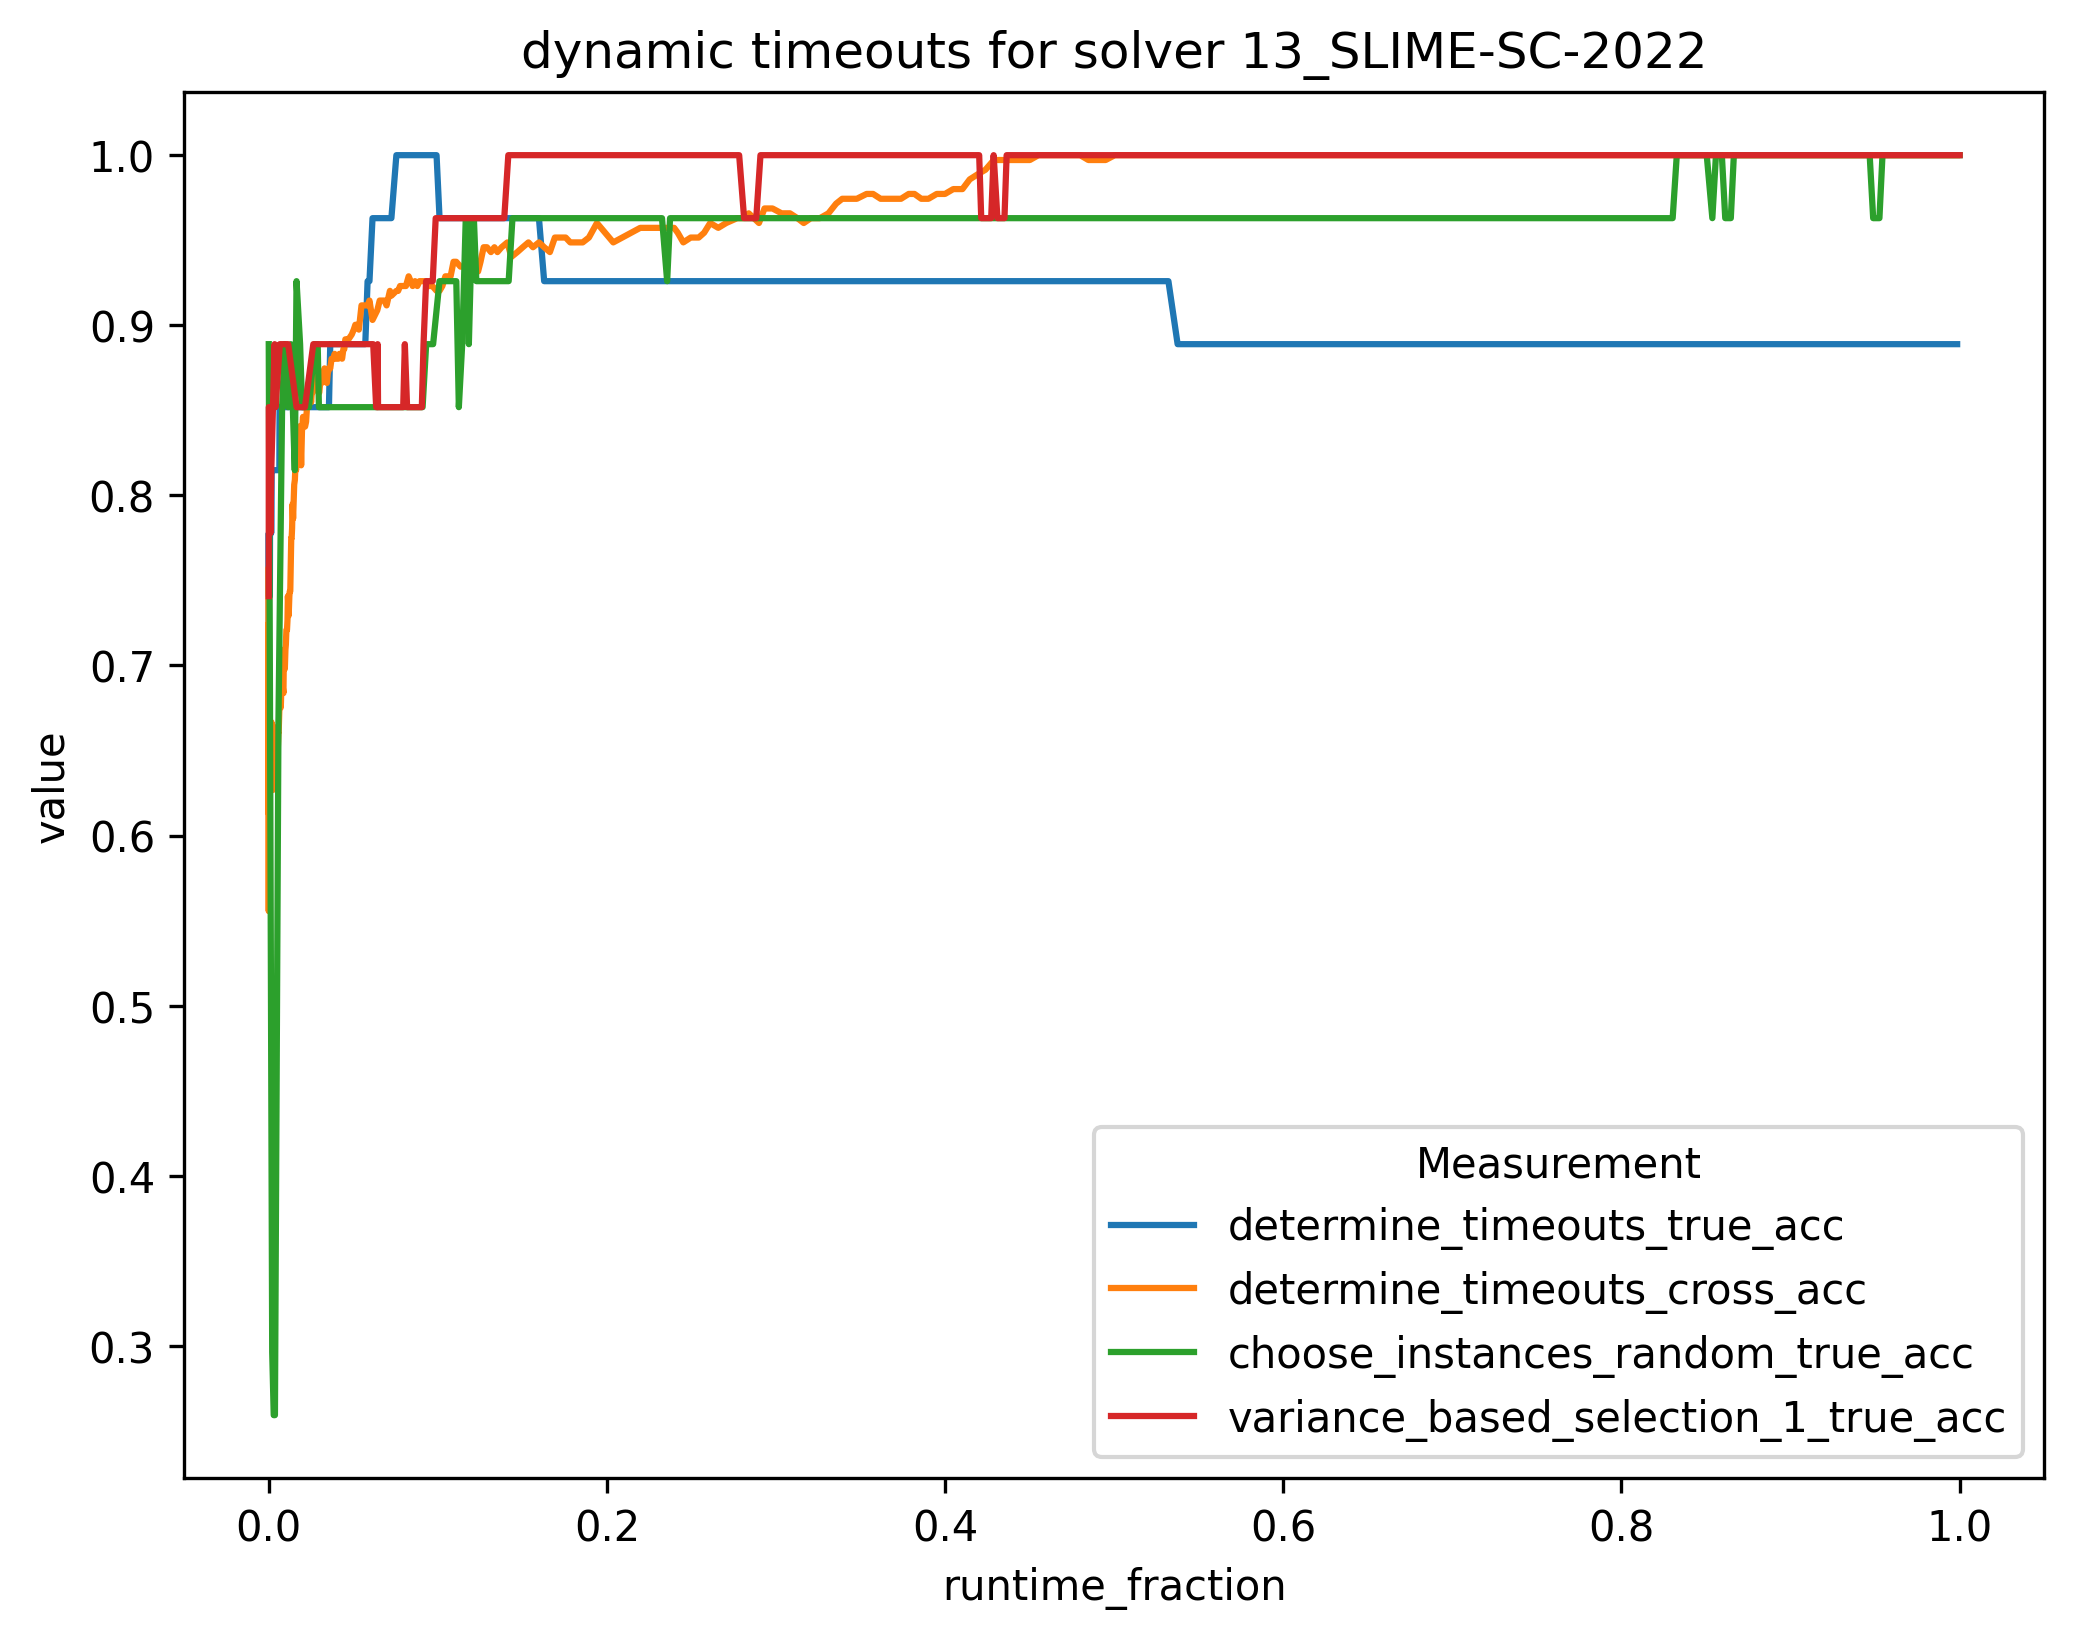 dynamic timeouts for solver 13_SLIME-SC-2022
1.0
0.9
0.8
0.7
0.6
0.5
0.4
0.3
value
0.0 0.2 0.4 0.6 0.8 1.0
runtime_fraction
Measurement
determine_timeouts_true_acc
determine_timeouts_cross_acc
choose_instances_random_true_acc
variance_based_selection_1_true_acc